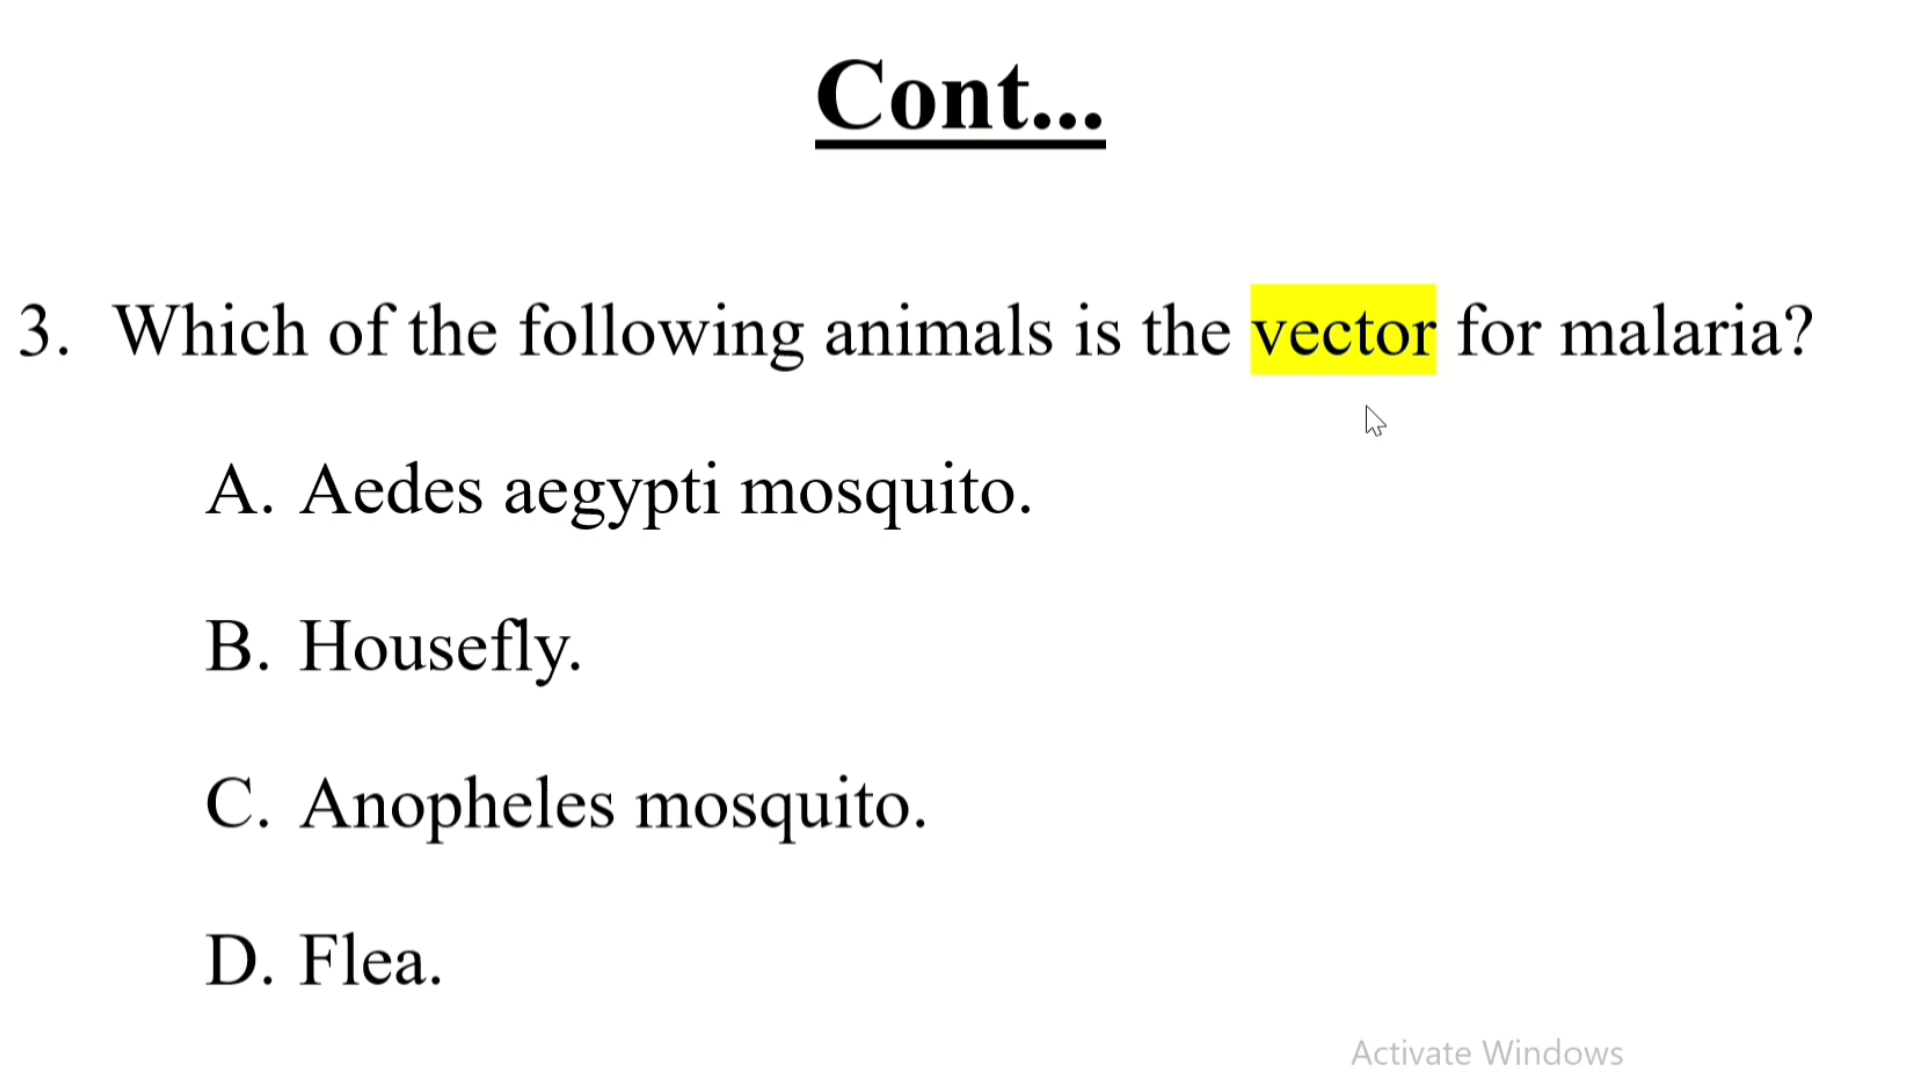 Cont...
3. Which of the following animals is the vector for malaria?
A. Aedes aegypti mosquito.
B. Housefly.
C. Anopheles mosquito.
D. Flea.
Activate Windows